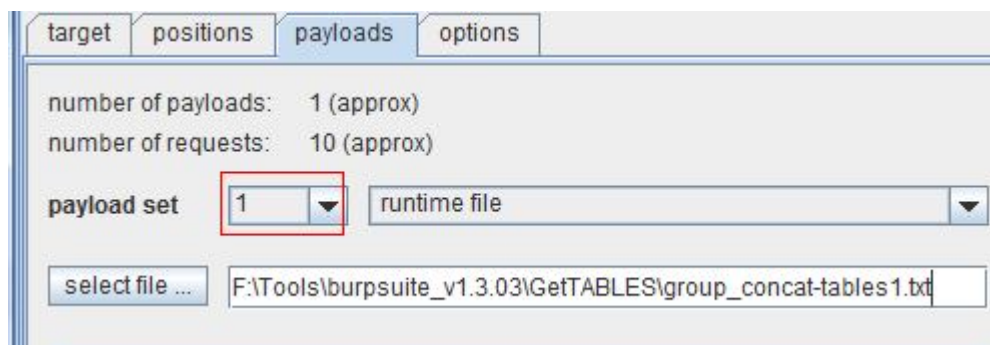 target positions payloads options
number of payloads: 1 (approx)
number of requests: 10 (approx)
payload set 1 runtime file
select file ... F:\Tools\burpsuite_v1.3.03\GetTABLES\group_concat-tables1.txt